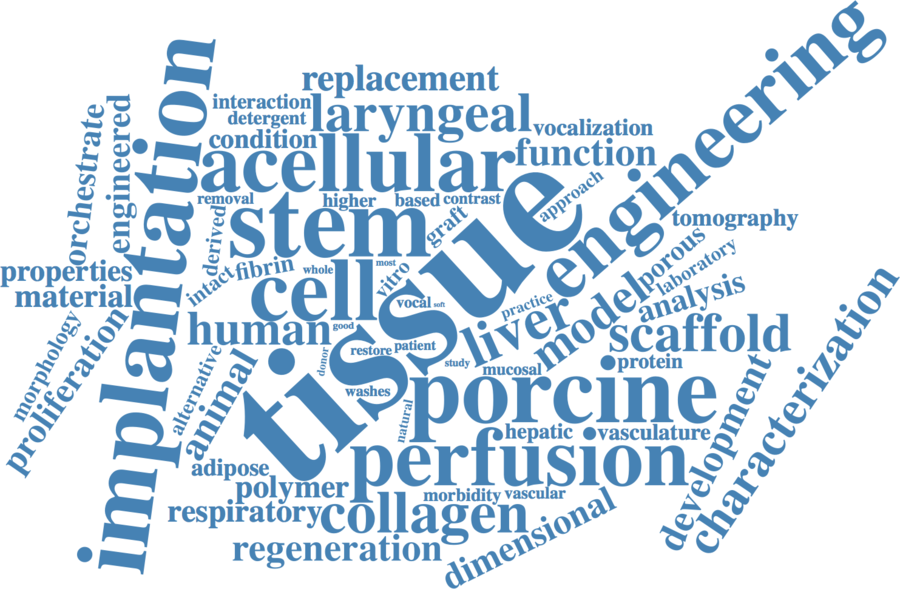 replacement
interaction
laryngeal
detergent
vocalization
condition
function
acellular
orchestrate
engineered
implantation
engineering
approach
removal
higher
based
contrast
stem
graft
tomography
derived
porous
laboratory
properties
material
intact
fibrin
whole
most
vitro
cell
vocal
soft
tissue
model
analysis
practice
liver
human
good
scaffold
morphology
proliferation
alternative
animal
donor
restore
patient
study
mucosal
protein
washes
natural
porcine
development
characterization
hepatic
vasculature
perfusion
adipose
polymer
morbidity
vascular
respiratory
collagen
dimensional
regeneration